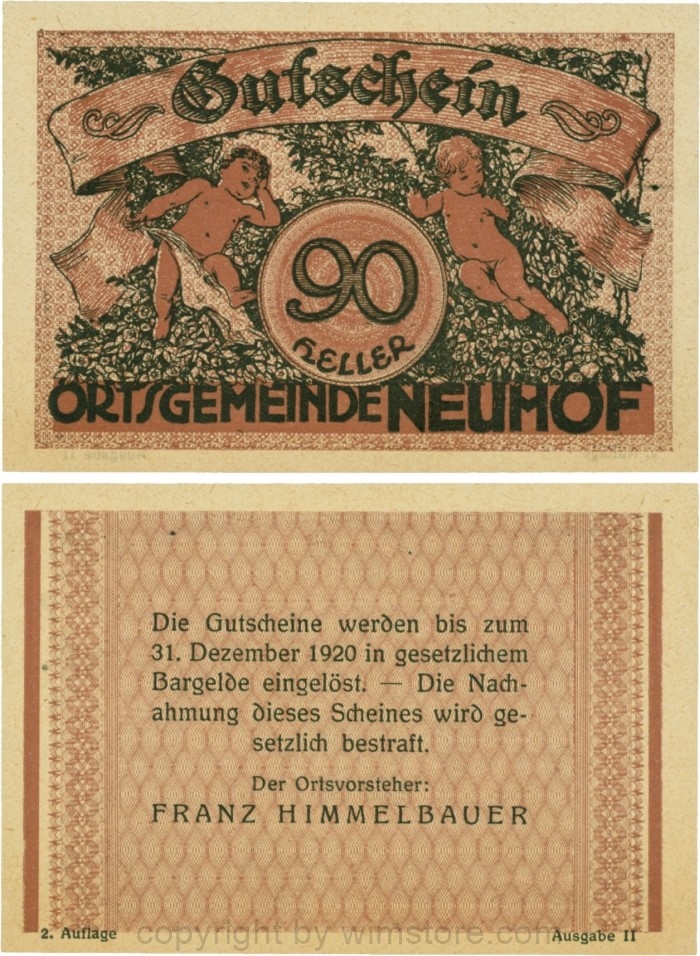 Gutschein
90
HELLER
ORTSGEMEINDE NEUHOF
Die Gutscheine werden bis zum
31. Dezember 1920 in gesetzlichem
Bargelde eingelöst. — Die Nach-
ahmung dieses Scheines wird ge-
setzlich bestraft.
Der Ortsvorsteher:
FRANZ HIMMELBAUER
2. Auflage
copyright by wimstore.com
Ausgabe II